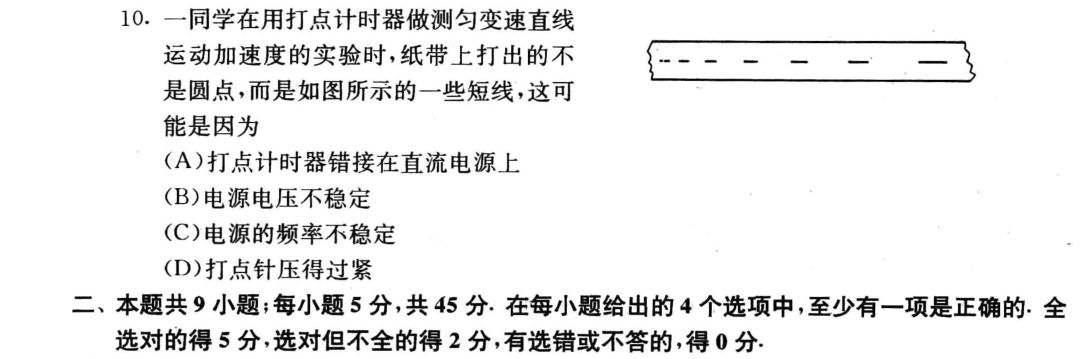 10. 一同学在用打点计时器做测匀变速直线
运动加速度的实验时,纸带上打出的不
是圆点,而是如图所示的一些短线,这可
能是因为
(A)打点计时器错接在直流电源上
(B)电源电压不稳定
(C)电源的频率不稳定
(D)打点针压得过紧
二、本题共 9 小题;每小题 5 分,共 45 分. 在每小题给出的 4 个选项中,至少有一项是正确的. 全
选对的得 5 分,选对但不全的得 2 分,有选错或不答的,得 0 分.